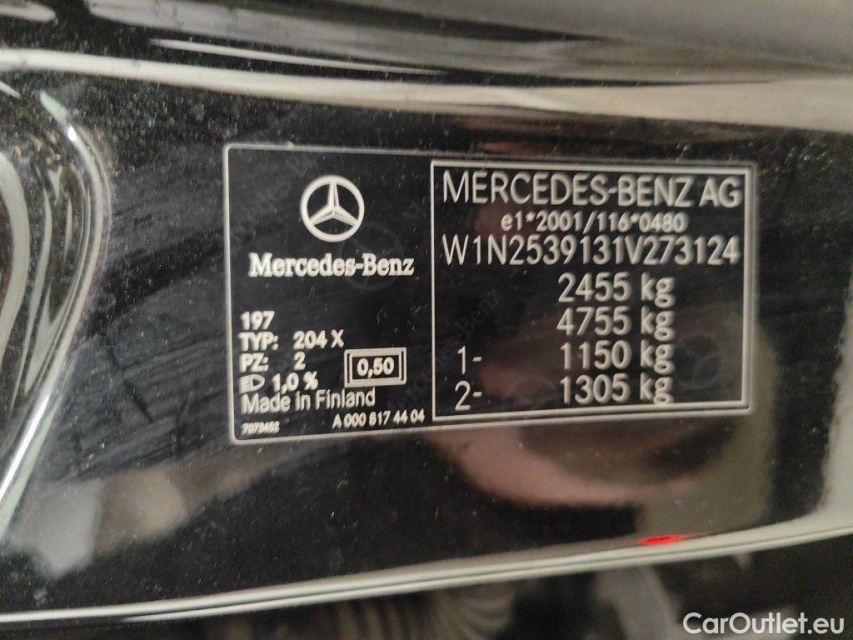 Mercedes-Benz
197
TYP: 204 X
PZ: 2
1,0 %
0,50
Made in Finland
7073452
A 000 817 44 04
MERCEDES-BENZ AG
e1*2001/116*0480
W1N2539131V273124
2455 kg
4755 kg
1- 1150 kg
2- 1305 kg
CarOutlet.eu